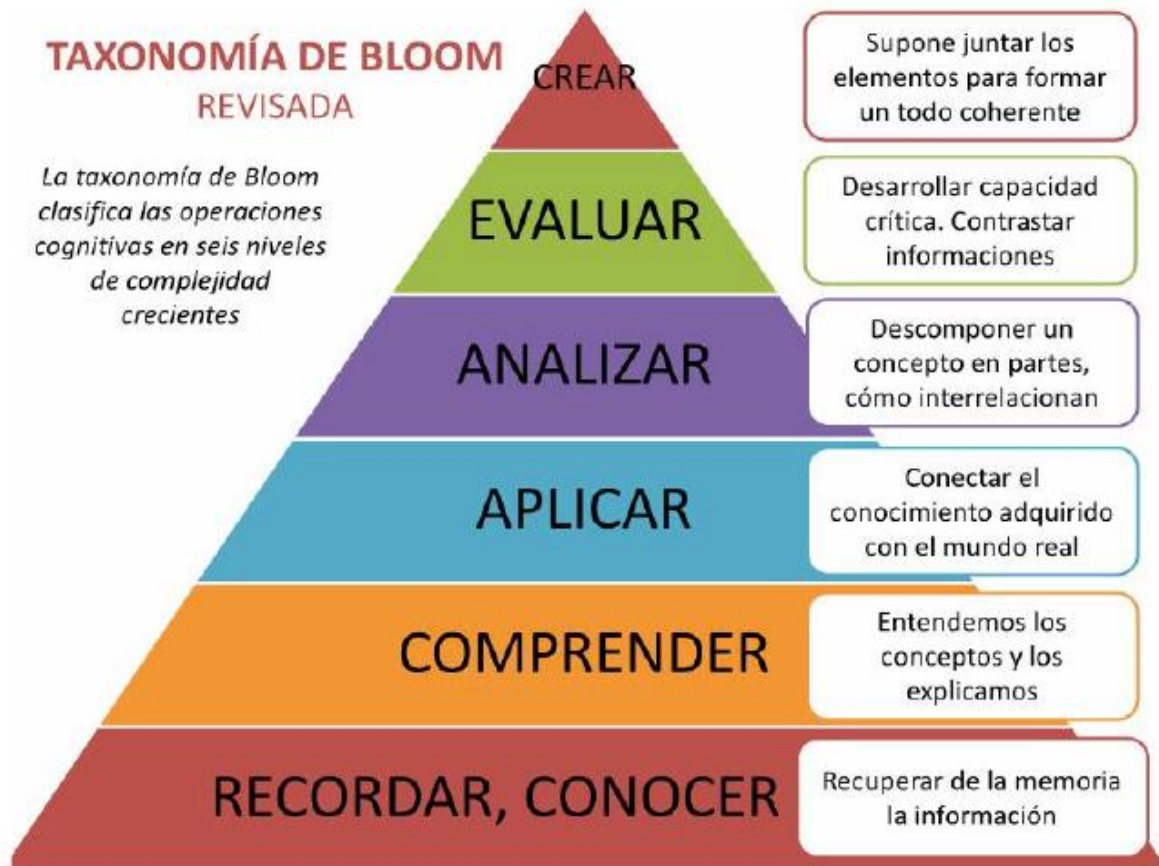 TAXONOMÍA DE BLOOM
REVISADA
La taxonomía de Bloom
clasifica las operaciones
cognitivas en seis niveles
de complejidad
crecientes
CREAR
Supone juntar los
elementos para formar
un todo coherente
EVALUAR
Desarrollar capacidad
crítica. Contrastar
informaciones
ANALIZAR
Descomponer un
concepto en partes,
cómo interrelacionan
APLICAR
Conectar el
conocimiento adquirido
con el mundo real
COMPRENDER
Entendemos los
conceptos y los
explicamos
RECORDAR, CONOCER
Recuperar de la memoria
la información